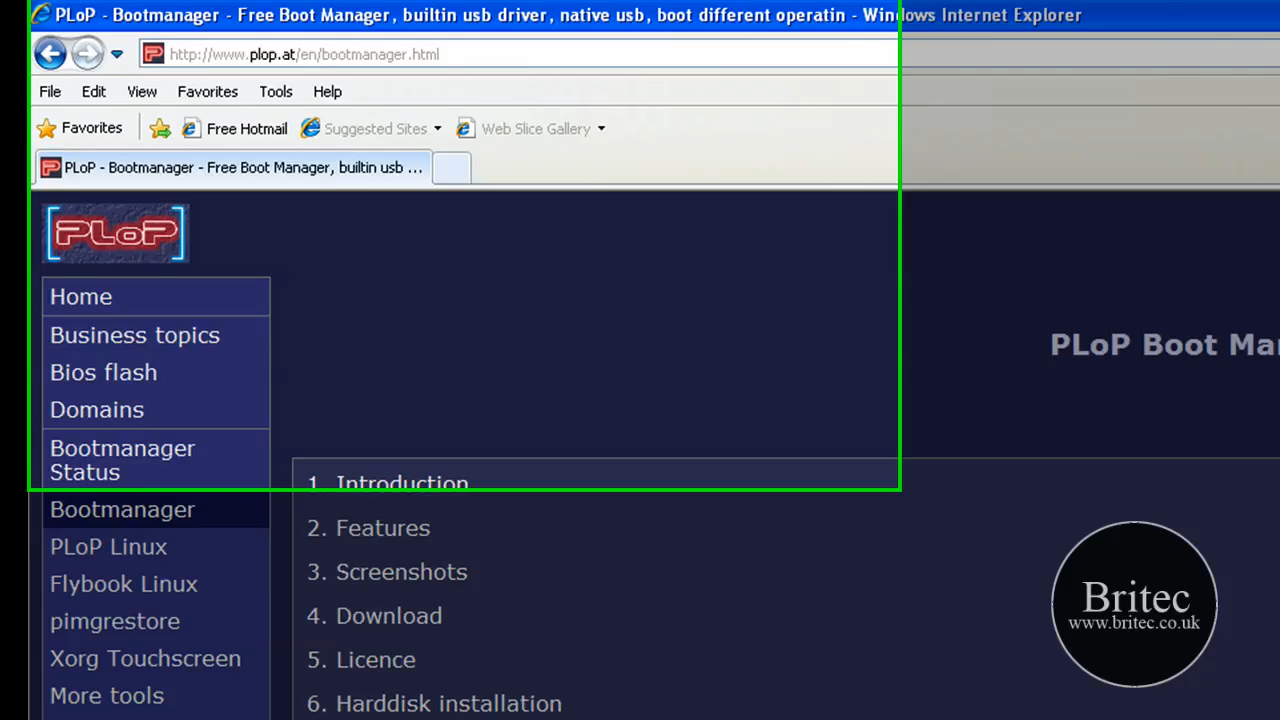 PLoP - Bootmanager - Free Boot Manager, builtin usb driver, native usb, boot different operatin - Windows Internet Explorer
http://www.plop.at/en/bootmanager.html
File Edit View Favorites Tools Help
Favorites Free Hotmail Suggested Sites Web Slice Gallery
PLoP - Bootmanager - Free Boot Manager, builtin usb ...
PLoP
Home
Business topics
Bios flash
Domains
Bootmanager
Status
Bootmanager
PLoP Linux
Flybook Linux
pimgrestore
Xorg Touchscreen
More tools
PLoP Boot Ma
1. Introduction
2. Features
3. Screenshots
4. Download
5. Licence
6. Harddisk installation
Britec
www.britec.co.uk